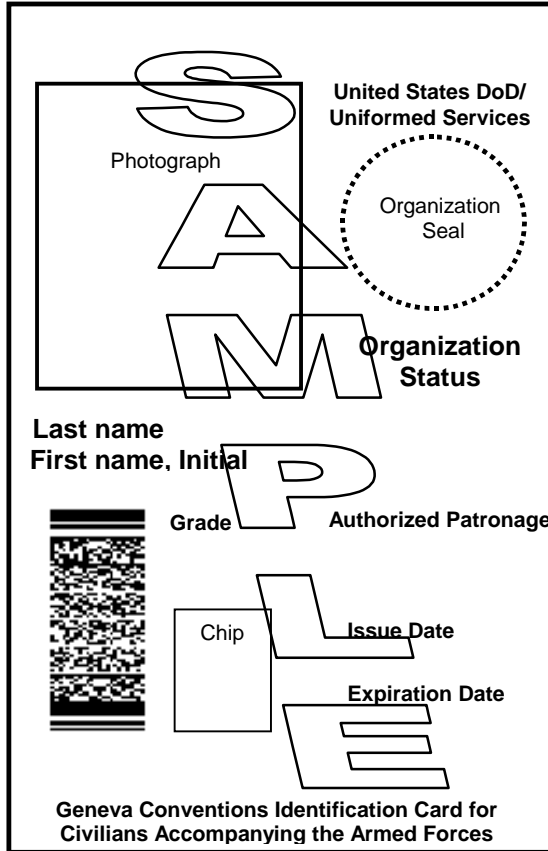 SAMPLE
United States DoD/
Uniformed Services
Photograph
Organization
Seal
Organization
Status
Last name
First name, Initial
Grade
Authorized Patronage
Chip
Issue Date
Expiration Date
Geneva Conventions Identification Card for
Civilians Accompanying the Armed Forces